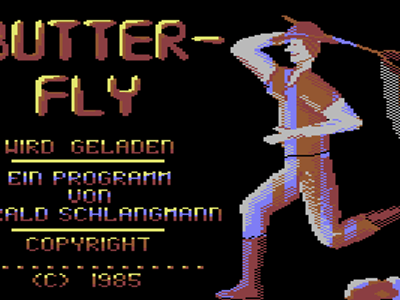 BUTTER-
FLY
WIRD GELADEN
EIN PROGRAMM
VON
SCHLANGMANN
COPYRIGHT
(C) 1985